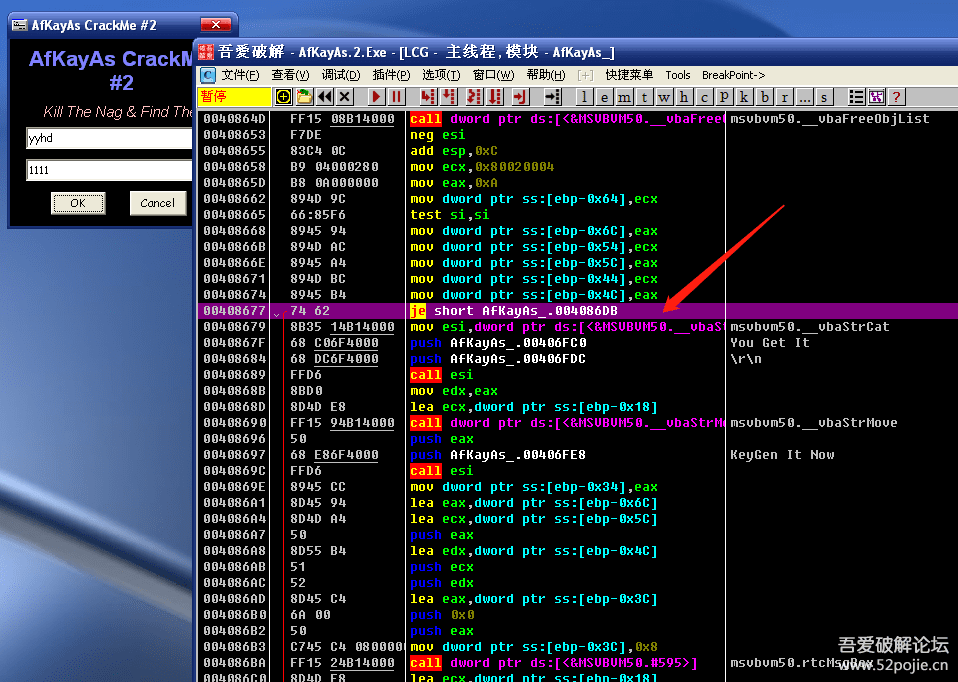 AfKayAs CrackMe #2
AfKayAs CrackM
#2
Kill The Nag & Find The
yyhd
1111
OK
Cancel
吾愛破解 - AfKayAs.2.Exe - [LCG - 主线程, 模块 - AfKayAs_]
文件(F) 查看(V) 调试(D) 插件(P) 选项(T) 窗口(W) 帮助(H) [+] 快捷菜单 Tools BreakPoint->
暂停
l e m t w h c p k b r ... s
?
0040864D FF15 08B14000 call dword ptr ds:[<&MSVBVM50.__vbaFree msvbvm50.__vbaFreeObjList
00408653 F7DE neg esi
00408655 83C4 0C add esp,0xC
00408658 B9 04000280 mov ecx,0x80020004
0040865D B8 0A000000 mov eax,0xA
00408662 894D 9C mov dword ptr ss:[ebp-0x64],ecx
00408665 66:85F6 test si,si
00408668 8945 94 mov dword ptr ss:[ebp-0x6C],eax
0040866B 894D AC mov dword ptr ss:[ebp-0x54],ecx
0040866E 8945 A4 mov dword ptr ss:[ebp-0x5C],eax
00408671 894D BC mov dword ptr ss:[ebp-0x44],ecx
00408674 8945 B4 mov dword ptr ss:[ebp-0x4C],eax
00408677 74 62 je short AfKayAs_.004086DB
00408679 8B35 14B14000 mov esi,dword ptr ds:[<&MSVBVM50.__vbaSt msvbvm50.__vbaStrCat
0040867F 68 C06F4000 push AfKayAs_.00406FC0 You Get It
00408684 68 DC6F4000 push AfKayAs_.00406FDC \r\n
00408689 FFD6 call esi
0040868B 8BD0 mov edx,eax
0040868D 8D4D E8 lea ecx,dword ptr ss:[ebp-0x18]
00408690 FF15 94B14000 call dword ptr ds:[<&MSVBVM50.__vbaStrMo msvbvm50.__vbaStrMove
00408696 50 push eax
00408697 68 E86F4000 push AfKayAs_.00406FE8 KeyGen It Now
0040869C FFD6 call esi
0040869E 8945 CC mov dword ptr ss:[ebp-0x34],eax
004086A1 8D45 94 lea eax,dword ptr ss:[ebp-0x6C]
004086A4 8D4D A4 lea ecx,dword ptr ss:[ebp-0x5C]
004086A7 50 push eax
004086A8 8D55 B4 lea edx,dword ptr ss:[ebp-0x4C]
004086AB 51 push ecx
004086AC 52 push edx
004086AD 8D45 C4 lea eax,dword ptr ss:[ebp-0x3C]
004086B0 6A 00 push 0x0
004086B2 50 push eax
004086B3 C745 C4 0800000 mov dword ptr ss:[ebp-0x3C],0x8
004086BA FF15 24B14000 call dword ptr ds:[<&MSVBVM50.#595>] msvbvm50.rtcMsgBox
004086C0 8D4D E8 lea ecx,dword ptr ss:[ebp-0x18]
吾爱破解论坛
www.52pojie.cn